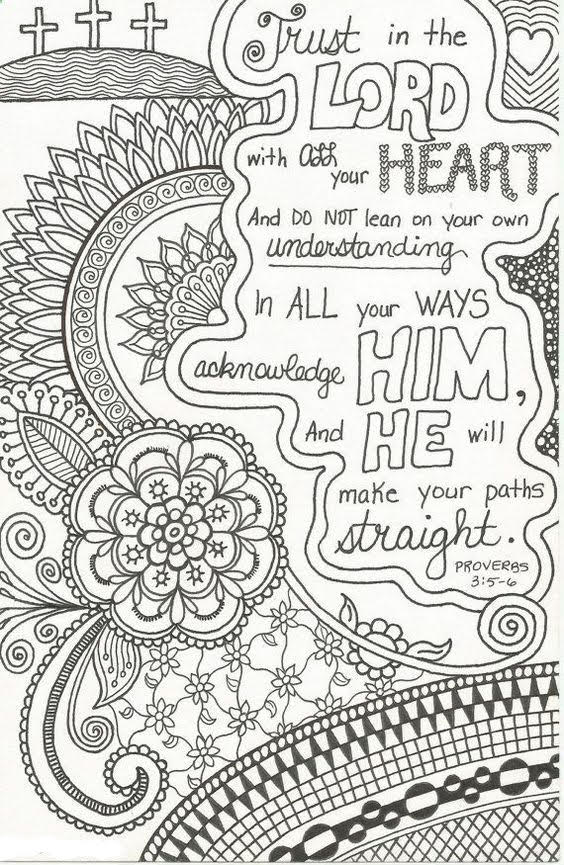 Trust in the
LORD
with all your
HEART
And DO NOT lean on your own
understanding
In ALL your WAYS
acknowledge HIM,
And HE will
make your paths
straight.
PROVERBS
3:5-6